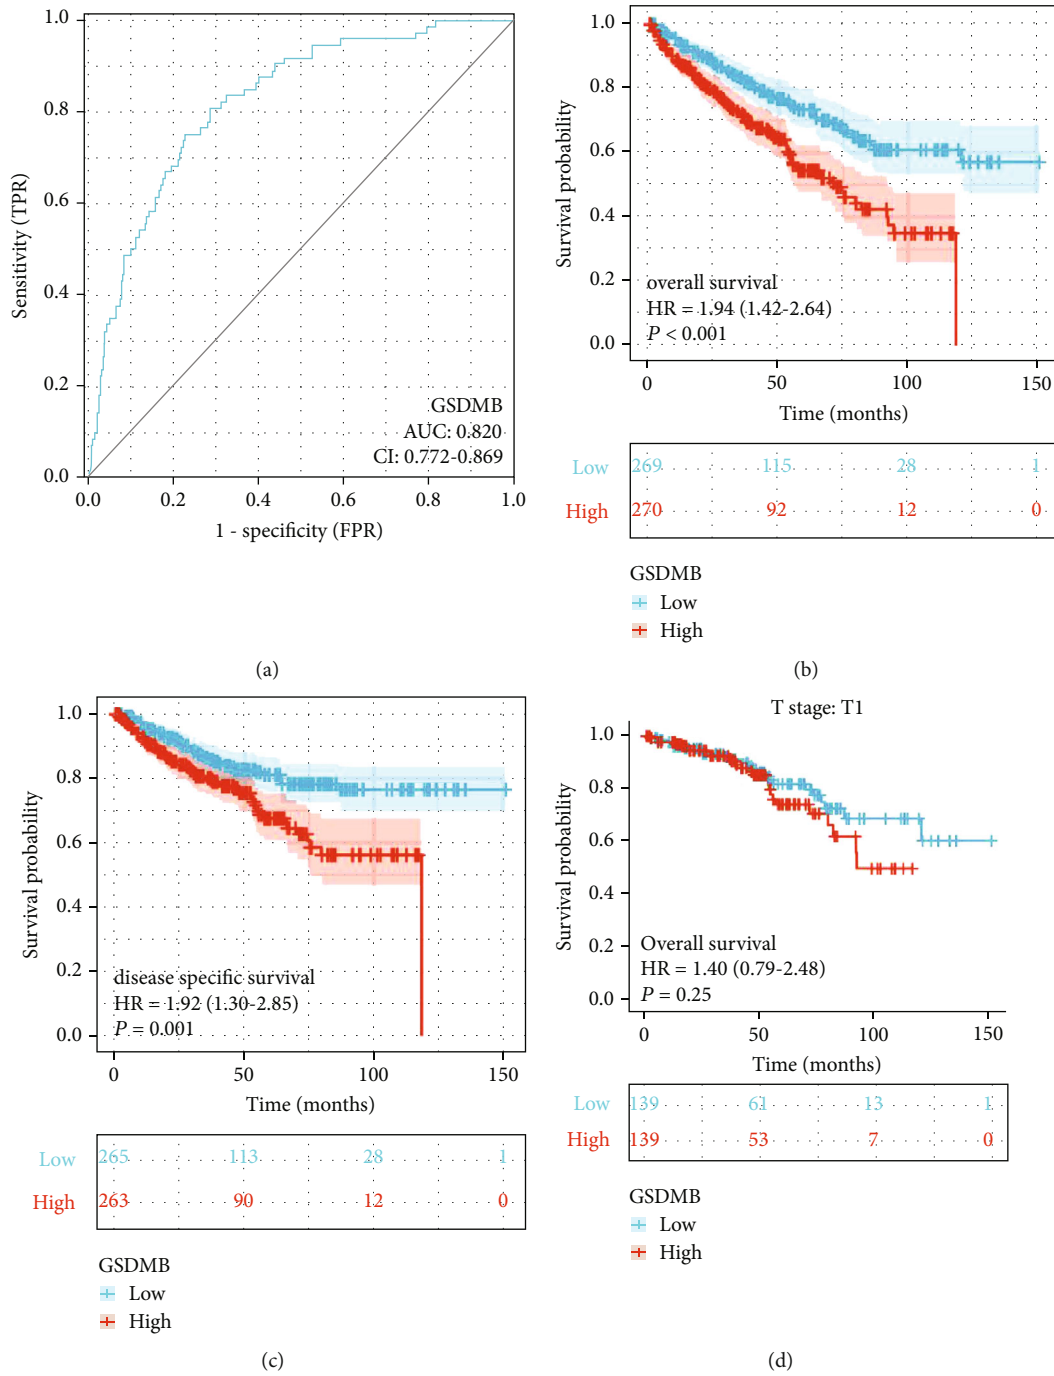 1.0
0.8
0.6
0.4
0.2
0.0
Sensitivity (TPR)
GSDMB
AUC: 0.820
CI: 0.772-0.869
0.0 0.2 0.4 0.6 0.8 1.0
1 - specificity (FPR)
(a)
1.0
0.8
0.6
0.4
0.2
0.0
Survival probability
overall survival
HR = 1.94 (1.42-2.64)
P < 0.001
0 50 100 150
Time (months)
Low 269 115 28 1
High 270 92 12 0
GSDMB
Low
High
(b)
1.0
0.8
0.6
0.4
0.2
0.0
Survival probability
disease specific survival
HR = 1.92 (1.30-2.85)
P = 0.001
0 50 100 150
Time (months)
Low 265 113 28 1
High 263 90 12 0
GSDMB
Low
High
(c)
T stage: T1
1.0
0.8
0.6
0.4
0.2
0.0
Survival probability
Overall survival
HR = 1.40 (0.79-2.48)
P = 0.25
0 50 100 150
Time (months)
Low 139 61 13 1
High 139 53 7 0
GSDMB
Low
High
(d)